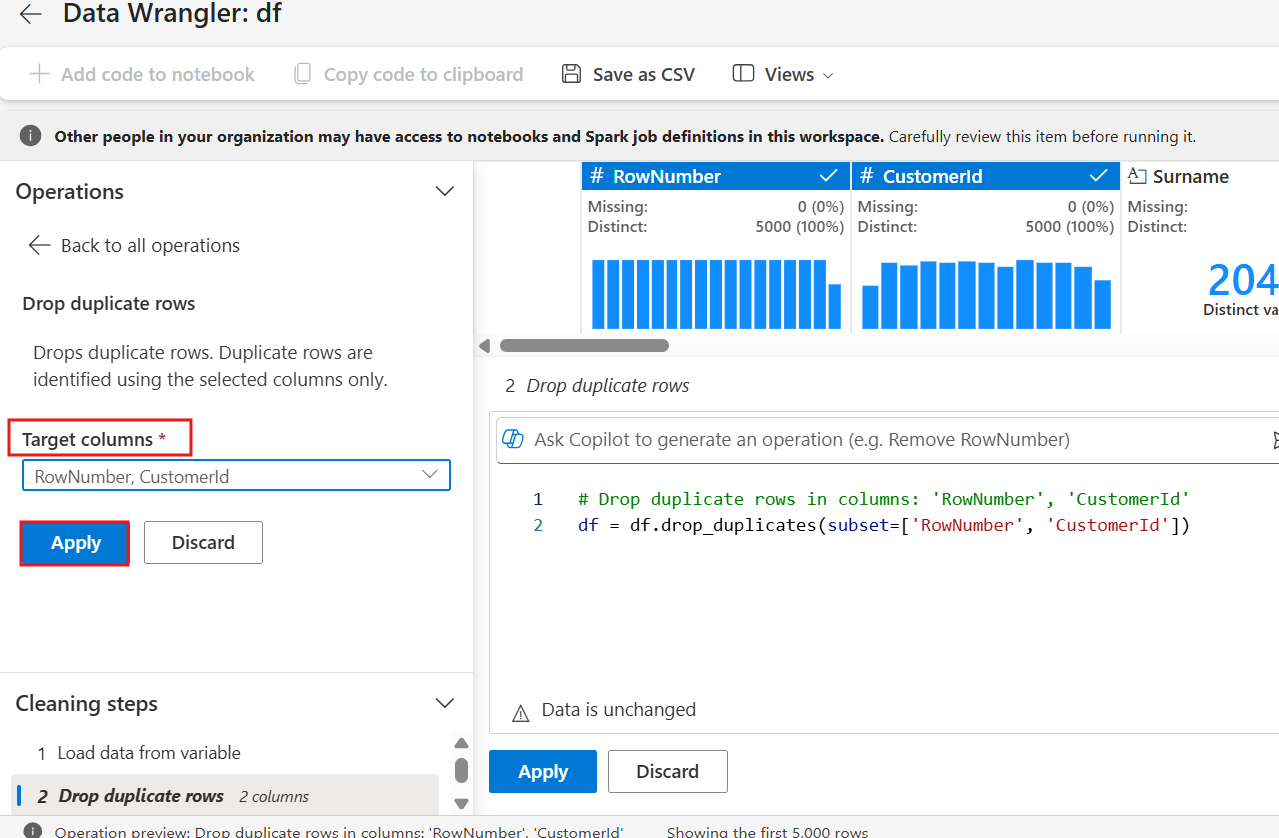 Data Wrangler: df
Add code to notebook Copy code to clipboard Save as CSV Views
Other people in your organization may have access to notebooks and Spark job definitions in this workspace. Carefully review this item before running it.
Operations
Back to all operations
Drop duplicate rows
Drops duplicate rows. Duplicate rows are
identified using the selected columns only.
Target columns *
RowNumber, CustomerId
Apply Discard
Cleaning steps
1 Load data from variable
2 Drop duplicate rows 2 columns
# RowNumber # CustomerId A Surname
Missing: 0 (0%) Missing: 0 (0%) Missing:
Distinct: 5000 (100%) Distinct: 5000 (100%) Distinct:
204
Distinct va
2 Drop duplicate rows
Ask Copilot to generate an operation (e.g. Remove RowNumber)
1 # Drop duplicate rows in columns: 'RowNumber', 'CustomerId'
2 df = df.drop_duplicates(subset=['RowNumber', 'CustomerId'])
Data is unchanged
Apply Discard
Operation preview: Drop duplicate rows in columns: 'RowNumber', 'CustomerId' Showing the first 5,000 rows